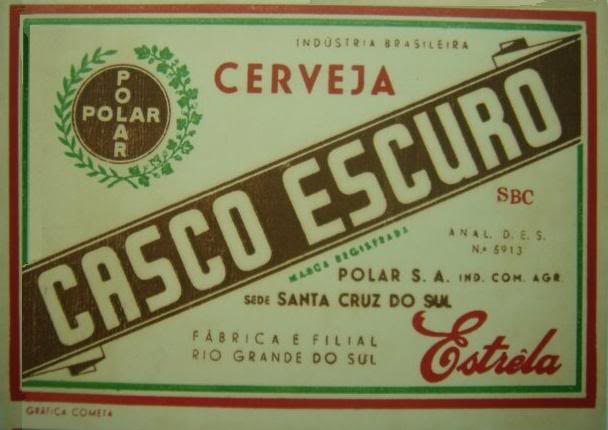 INDÚSTRIA BRASILEIRA
CERVEJA
POLAR
POLAR
CASCO ESCURO
SBC
MARCA REGISTRADA
ANAL. D. E. S.
N.º 5913
POLAR S. A. IND. COM. AGR.
SEDE SANTA CRUZ DO SUL
FÁBRICA E FILIAL
RIO GRANDE DO SUL
Estrêla
GRÁFICA COMETA